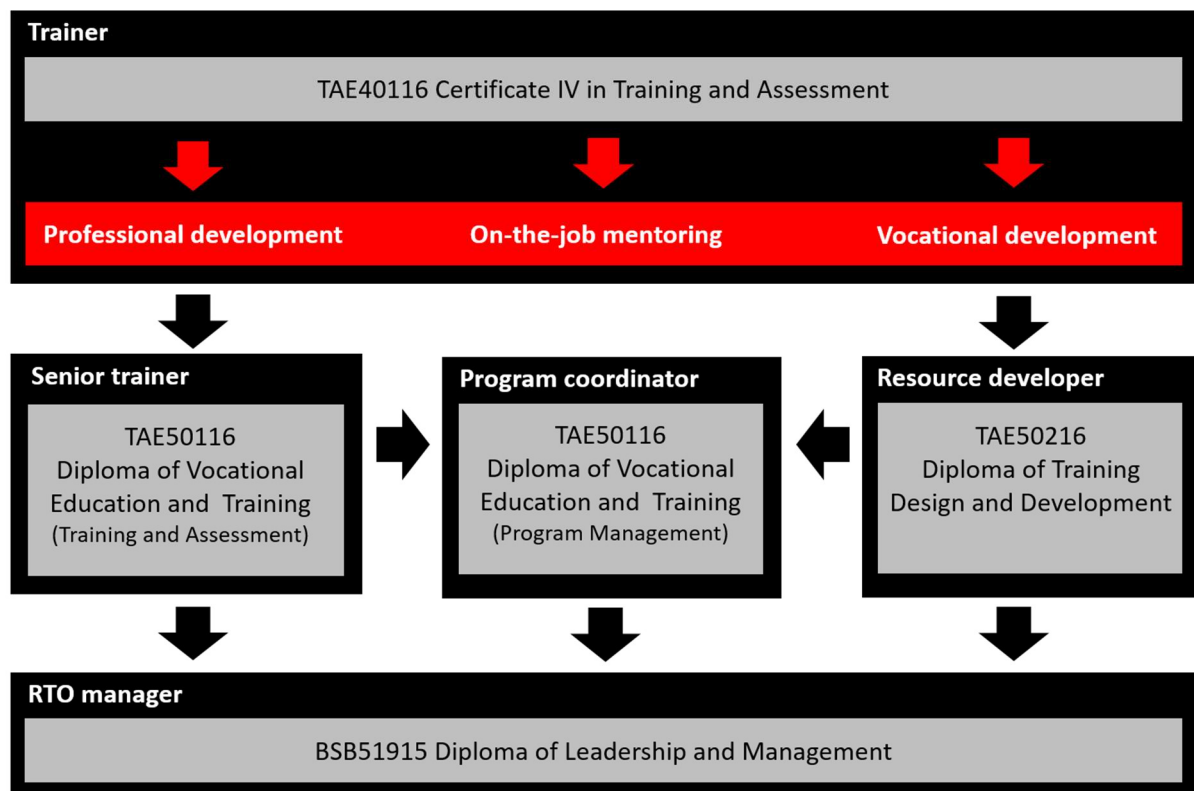 Trainer
TAE40116 Certificate IV in Training and Assessment
Professional development
On-the-job mentoring
Vocational development
Senior trainer
TAE50116
Diploma of Vocational
Education and Training
(Training and Assessment)
Program coordinator
TAE50116
Diploma of Vocational
Education and Training
(Program Management)
Resource developer
TAE50216
Diploma of Training
Design and Development
RTO manager
BSB51915 Diploma of Leadership and Management